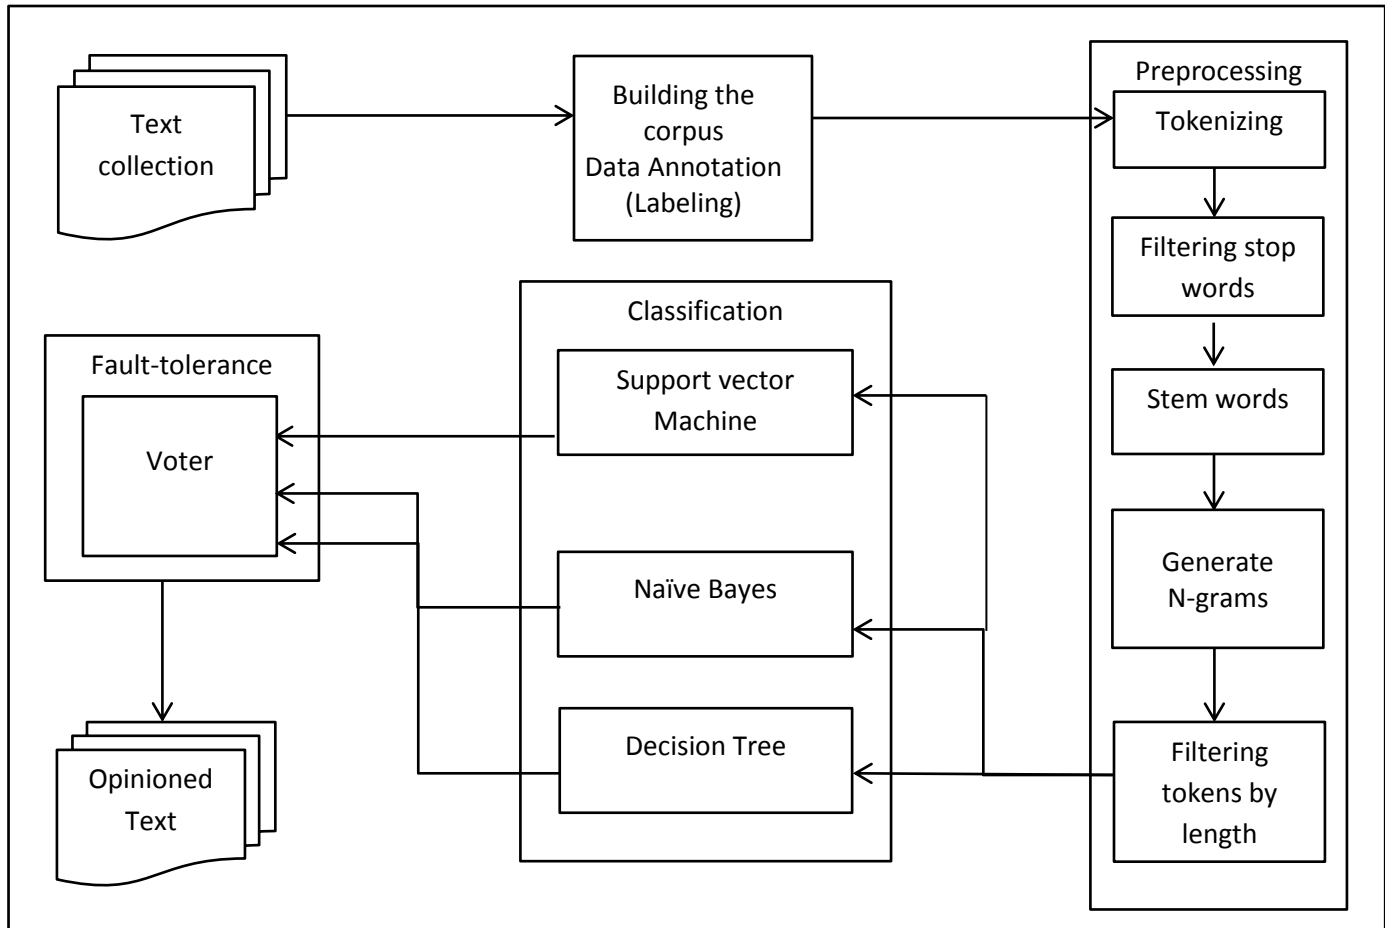 Text
collection
Building the
corpus
Data Annotation
(Labeling)
Preprocessing
Tokenizing
Filtering stop
words
Stem words
Generate
N-grams
Filtering
tokens by
length
Classification
Support vector
Machine
Naïve Bayes
Decision Tree
Fault-tolerance
Voter
Opinioned
Text